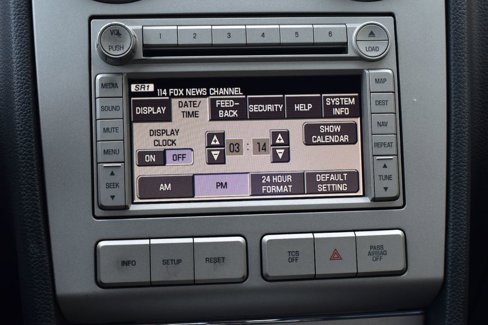 VOL
PUSH
1 2 3 4 5 6
LOAD
MEDIA
SOUND
MUTE
MENU
SEEK
SR1
114 FOX NEWS CHANNEL
DISPLAY DATE/ TIME FEED- BACK SECURITY HELP SYSTEM INFO
DISPLAY CLOCK
ON OFF
03 : 14
SHOW CALENDAR
AM PM 24 HOUR FORMAT DEFAULT SETTING
MAP
DEST
NAV
REPEAT
TUNE
INFO SETUP RESET
TCS OFF
PASS AIRBAG OFF